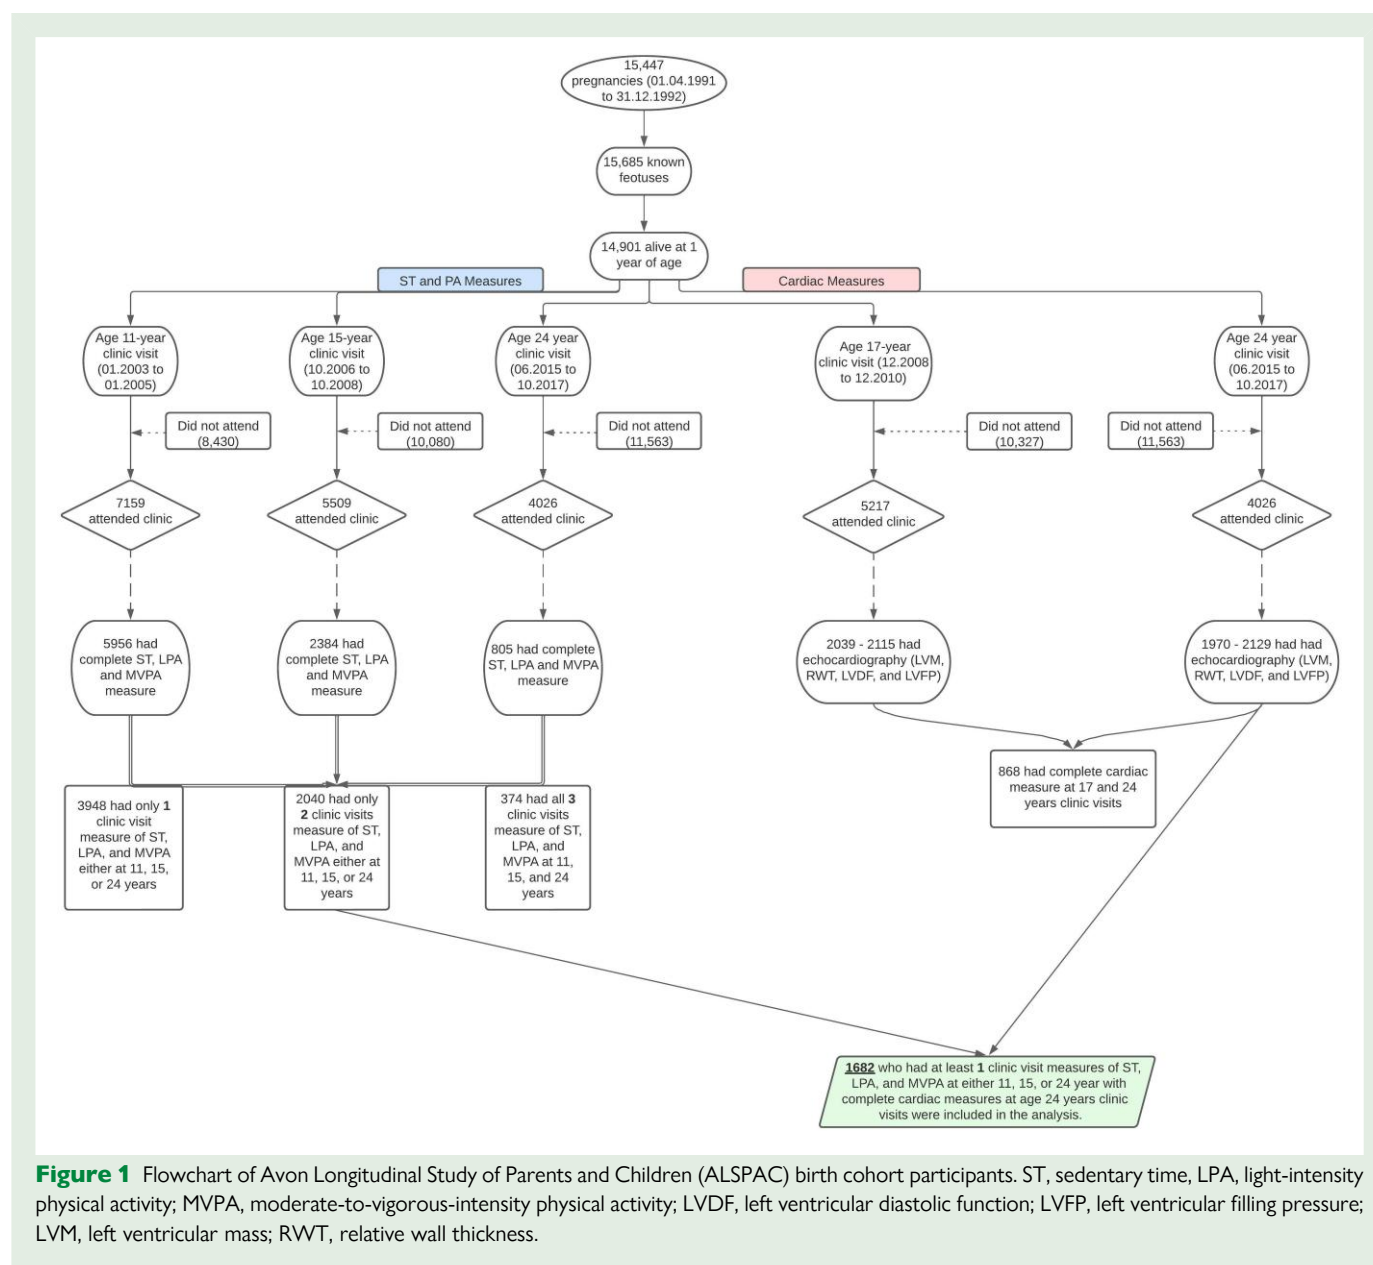 15,447
pregnancies (01.04.1991
to 31.12.1992)
15,685 known
feotuses
14,901 alive at 1
year of age
ST and PA Measures
Cardiac Measures
Age 11-year
clinic visit
(01.2003 to
01.2005)
Age 15-year
clinic visit
(10.2006 to
10.2008)
Age 24 year
clinic visit
(06.2015 to
10.2017)
Age 17-year
clinic visit (12.2008
to 12.2010)
Age 24 year
clinic visit
(06.2015 to
10.2017)
Did not attend
(8,430)
Did not attend
(10,080)
Did not attend
(11,563)
Did not attend
(10,327)
Did not attend
(11,563)
7159
attended clinic
5509
attended clinic
4026
attended clinic
5217
attended clinic
4026
attended clinic
5956 had
complete ST, LPA
and MVPA
measure
2384 had
complete ST, LPA
and MVPA
measure
805 had complete
ST, LPA and MVPA
measure
2039 - 2115 had
echocardiography (LVM,
RWT, LVDF, and LVFP)
1970 - 2129 had had
echocardiography (LVM,
RWT, LVDF, and LVFP)
3948 had only 1
clinic visit
measure of ST,
LPA, and MVPA
either at 11, 15,
or 24 years
2040 had only
2 clinic visits
measure of ST,
LPA, and
MVPA either at
11, 15, or 24
years
374 had all 3
clinic visits
measure of ST,
LPA, and
MVPA at 11,
15, and 24
years
868 had complete cardiac
measure at 17 and 24
years clinic visits
1682 who had at least 1 clinic visit measures of ST,
LPA, and MVPA at either 11, 15, or 24 year with
complete cardiac measures at age 24 years clinic
visits were included in the analysis.
Figure 1 Flowchart of Avon Longitudinal Study of Parents and Children (ALSPAC) birth cohort participants. ST, sedentary time, LPA, light-intensity
physical activity; MVPA, moderate-to-vigorous-intensity physical activity; LVDF, left ventricular diastolic function; LVFP, left ventricular filling pressure;
LVM, left ventricular mass; RWT, relative wall thickness.